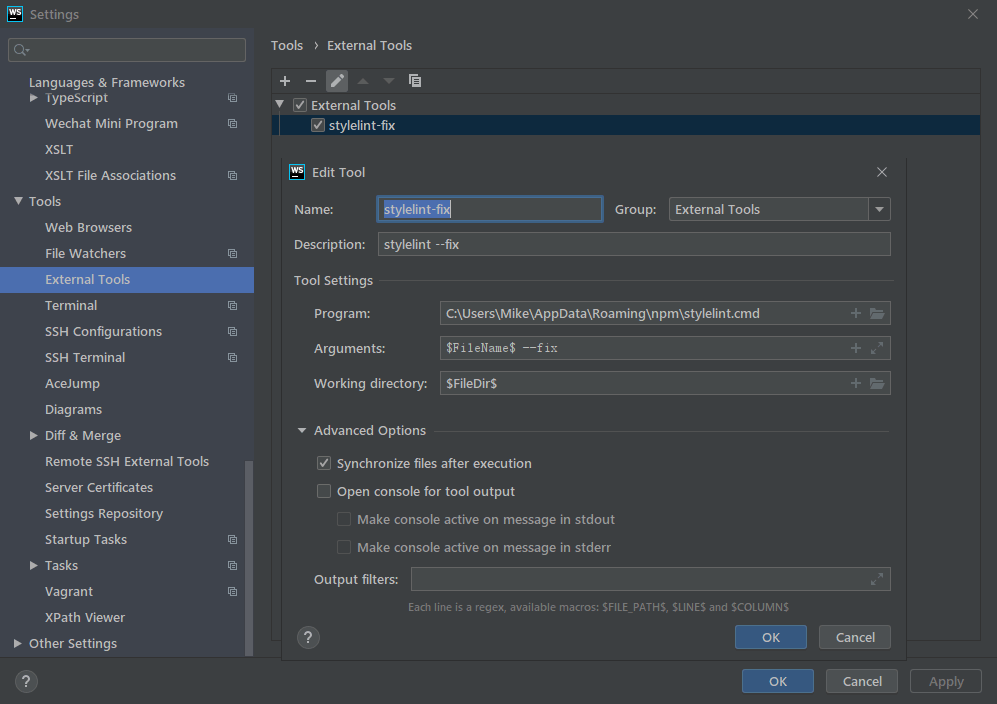 WS Settings
Tools › External Tools
Languages & Frameworks
TypeScript
Wechat Mini Program
XSLT
XSLT File Associations
Tools
Web Browsers
File Watchers
External Tools
Terminal
SSH Configurations
SSH Terminal
AceJump
Diagrams
Diff & Merge
Remote SSH External Tools
Server Certificates
Settings Repository
Startup Tasks
Tasks
Vagrant
XPath Viewer
Other Settings
External Tools
stylelint-fix
WS Edit Tool
Name: stylelint-fix Group: External Tools
Description: stylelint --fix
Tool Settings
Program: C:\Users\Mike\AppData\Roaming\npm\stylelint.cmd
Arguments: $FileName$ --fix
Working directory: $FileDir$
Advanced Options
Synchronize files after execution
Open console for tool output
Make console active on message in stdout
Make console active on message in stderr
Output filters:
Each line is a regex, available macros: $FILE_PATH$, $LINE$ and $COLUMN$
? OK Cancel
? OK Cancel Apply